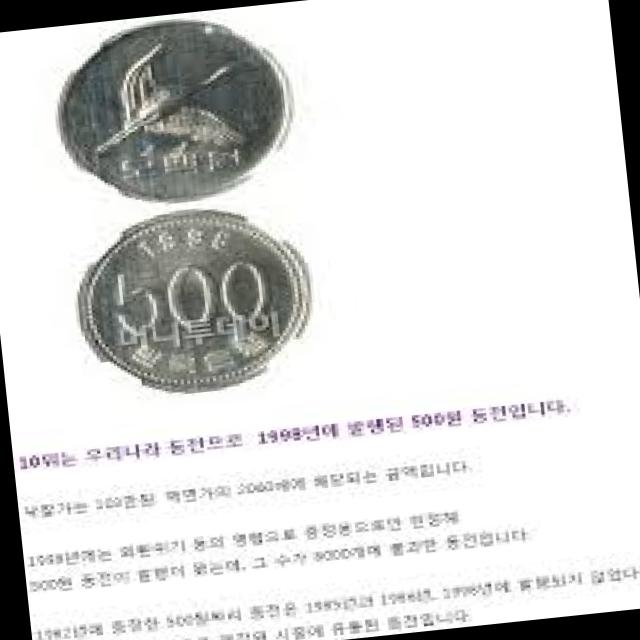 1998
500
머니투데이
한국은행
10위는 우리나라 동전으로 1998년에 발행된 500원 동전입니다.
낙찰가는 100만원. 액면가의 2000배에 해당되는 금액입니다.
1998년에는 외환위기 등의 영향으로 증정용으로만 한정해
500원 동전이 발행이 됐는데, 그 수가 8000개에 불과한 동전입니다.
1982년에 등장한 500원짜리 동전은 1985년과 1986년, 1998년에 발행되지 않았다
시중에 유통된 동전입니다